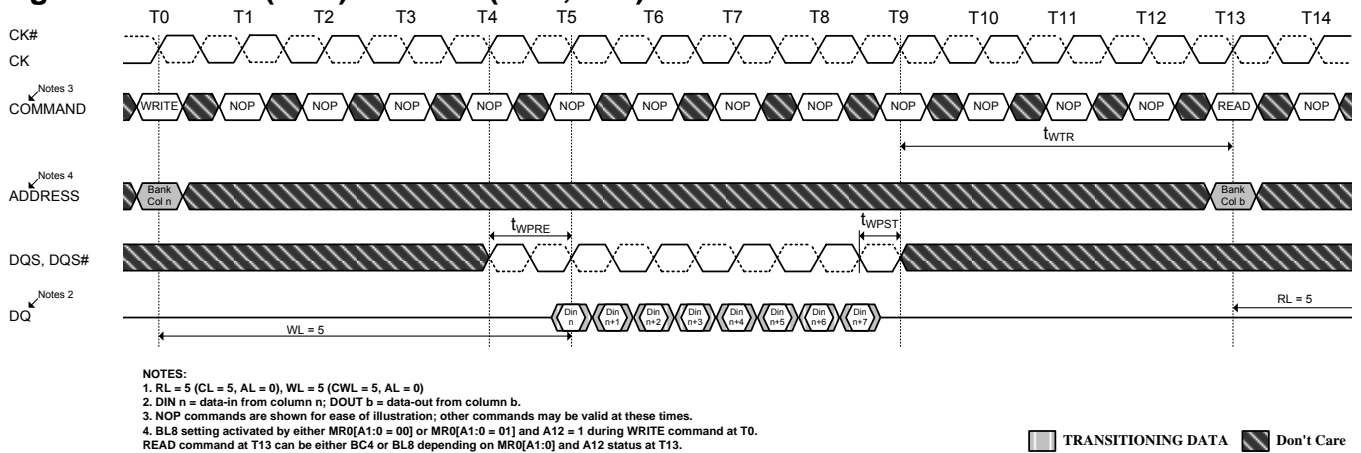 T0 T1 T2 T3 T4 T5 T6 T7 T8 T9 T10 T11 T12 T13 T14
CK#
CK
Notes 3
COMMAND
WRITE NOP NOP NOP NOP NOP NOP NOP NOP NOP NOP NOP NOP READ NOP
tWTR
Notes 4
ADDRESS
Bank Col n
Bank Col b
tWPRE
tWPST
DQS, DQS#
Notes 2
DQ
Din n
Din n+1
Din n+2
Din n+3
Din n+4
Din n+5
Din n+6
Din n+7
RL = 5
WL = 5
NOTES:
1. RL = 5 (CL = 5, AL = 0), WL = 5 (CWL = 5, AL = 0)
2. DIN n = data-in from column n; DOUT b = data-out from column b.
3. NOP commands are shown for ease of illustration; other commands may be valid at these times.
4. BL8 setting activated by either MR0[A1:0 = 00] or MR0[A1:0 = 01] and A12 = 1 during WRITE command at T0.
READ command at T13 can be either BC4 or BL8 depending on MR0[A1:0] and A12 status at T13.
TRANSITIONING DATA
Don't Care